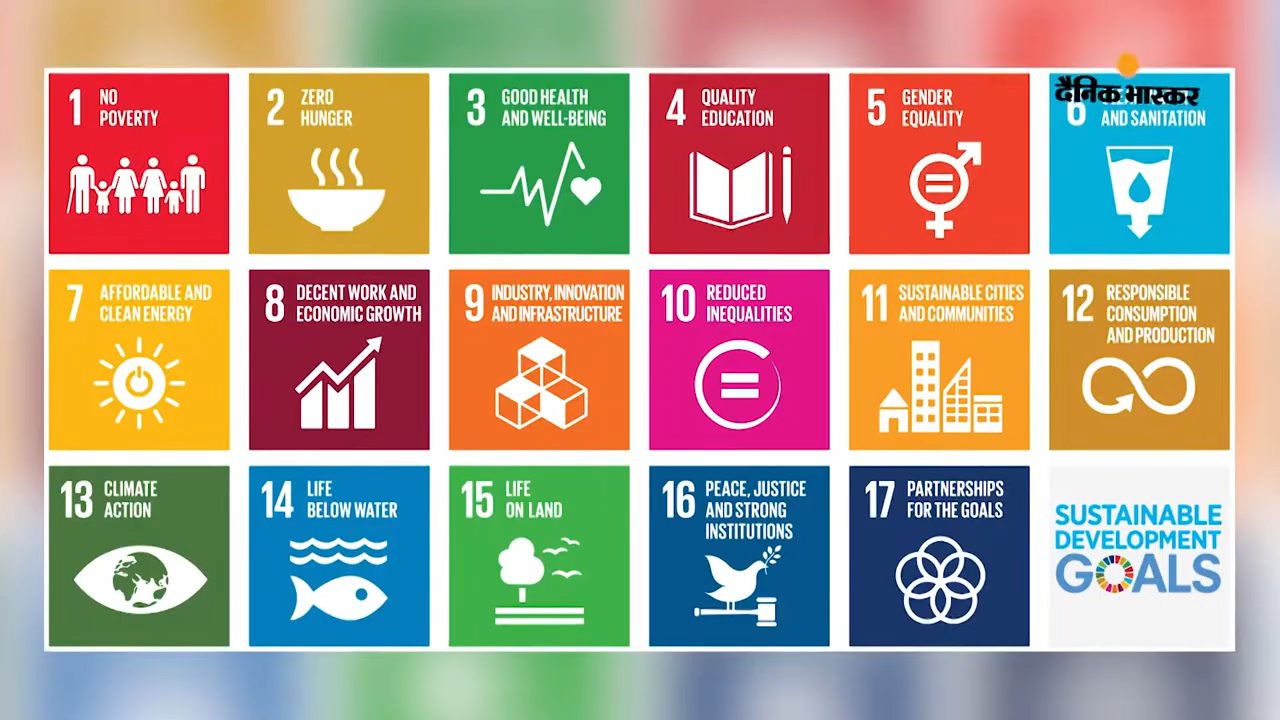 1 NO
POVERTY
2 ZERO
HUNGER
3 GOOD HEALTH
AND WELL-BEING
4 QUALITY
EDUCATION
5 GENDER
EQUALITY
दैनिक भास्कर
6
AND SANITATION
7 AFFORDABLE AND
CLEAN ENERGY
8 DECENT WORK AND
ECONOMIC GROWTH
9 INDUSTRY, INNOVATION
AND INFRASTRUCTURE
10 REDUCED
INEQUALITIES
11 SUSTAINABLE CITIES
AND COMMUNITIES
12 RESPONSIBLE
CONSUMPTION
AND PRODUCTION
13 CLIMATE
ACTION
14 LIFE
BELOW WATER
15 LIFE
ON LAND
16 PEACE, JUSTICE
AND STRONG
INSTITUTIONS
17 PARTNERSHIPS
FOR THE GOALS
SUSTAINABLE
DEVELOPMENT
GOALS